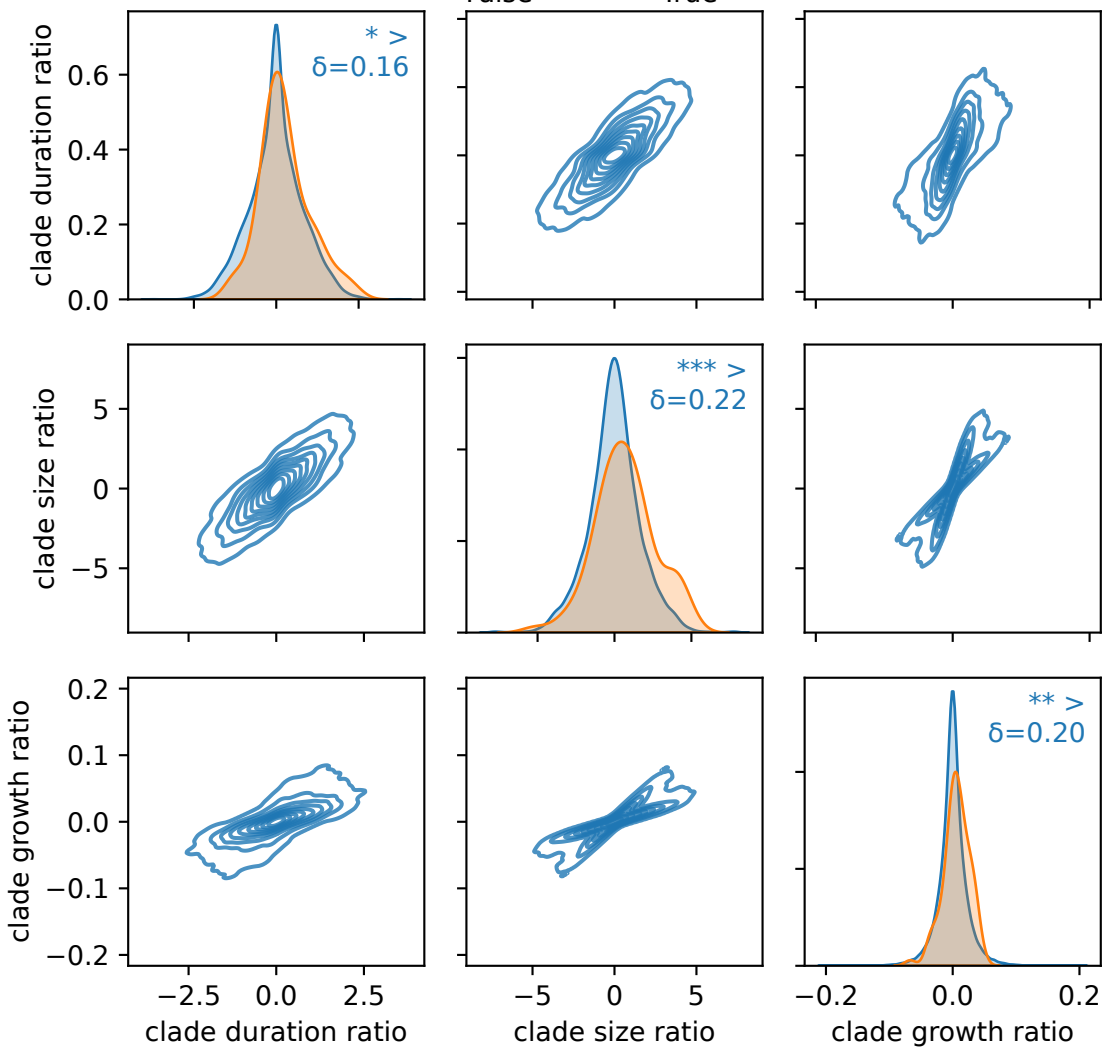 clade duration ratio
0.6
0.4
0.2
0.0
* >
δ=0.16
clade size ratio
5
0
−5
*** >
δ=0.22
clade growth ratio
0.2
0.1
0.0
−0.1
−0.2
** >
δ=0.20
−2.5 0.0 2.5
−5 0 5
−0.2 0.0 0.2
clade duration ratio
clade size ratio
clade growth ratio